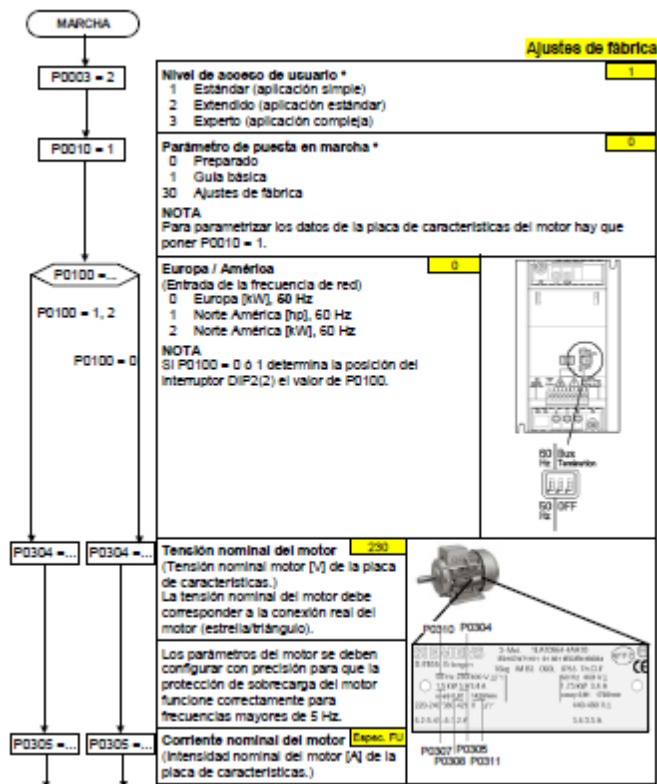 MARCHA
Ajustes de fábrica
P0003 = 2
Nivel de acceso de usuario *
1
1 Estándar (aplicación simple)
2 Extendido (aplicación estándar)
3 Experto (aplicación compleja)
P0010 = 1
Parámetro de puesta en marcha *
0
0 Preparado
1 Guía básica
30 Ajustes de fábrica
NOTA
Para parametrizar los datos de la placa de características del motor hay que
poner P0010 = 1.
P0100 =...
P0100 = 1, 2
P0100 = 0
Europa / América
0
(Entrada de la frecuencia de red)
0 Europa [kW], 50 Hz
1 Norte América [hp], 60 Hz
2 Norte América [kW], 60 Hz
NOTA
Si P0100 = 0 ó 1 determina la posición del
interruptor DIP2(2) el valor de P0100.
60 Hz
Bus Termination
50 Hz
OFF
P0304 =...
P0304 =...
Tensión nominal del motor
230
(Tensión nominal motor [V] de la placa
de características.)
La tensión nominal del motor debe
corresponder a la conexión real del
motor (estrella/triángulo).
Los parámetros del motor se deben
configurar con precisión para que la
protección de sobrecarga del motor
funcione correctamente para
frecuencias mayores de 5 Hz.
P0310 P0304
P0307 P0305
P0308 P0311
P0305 =...
P0305 =...
Corriente nominal del motor
Espec. FU
(Intensidad nominal del motor [A] de la
placa de características.)